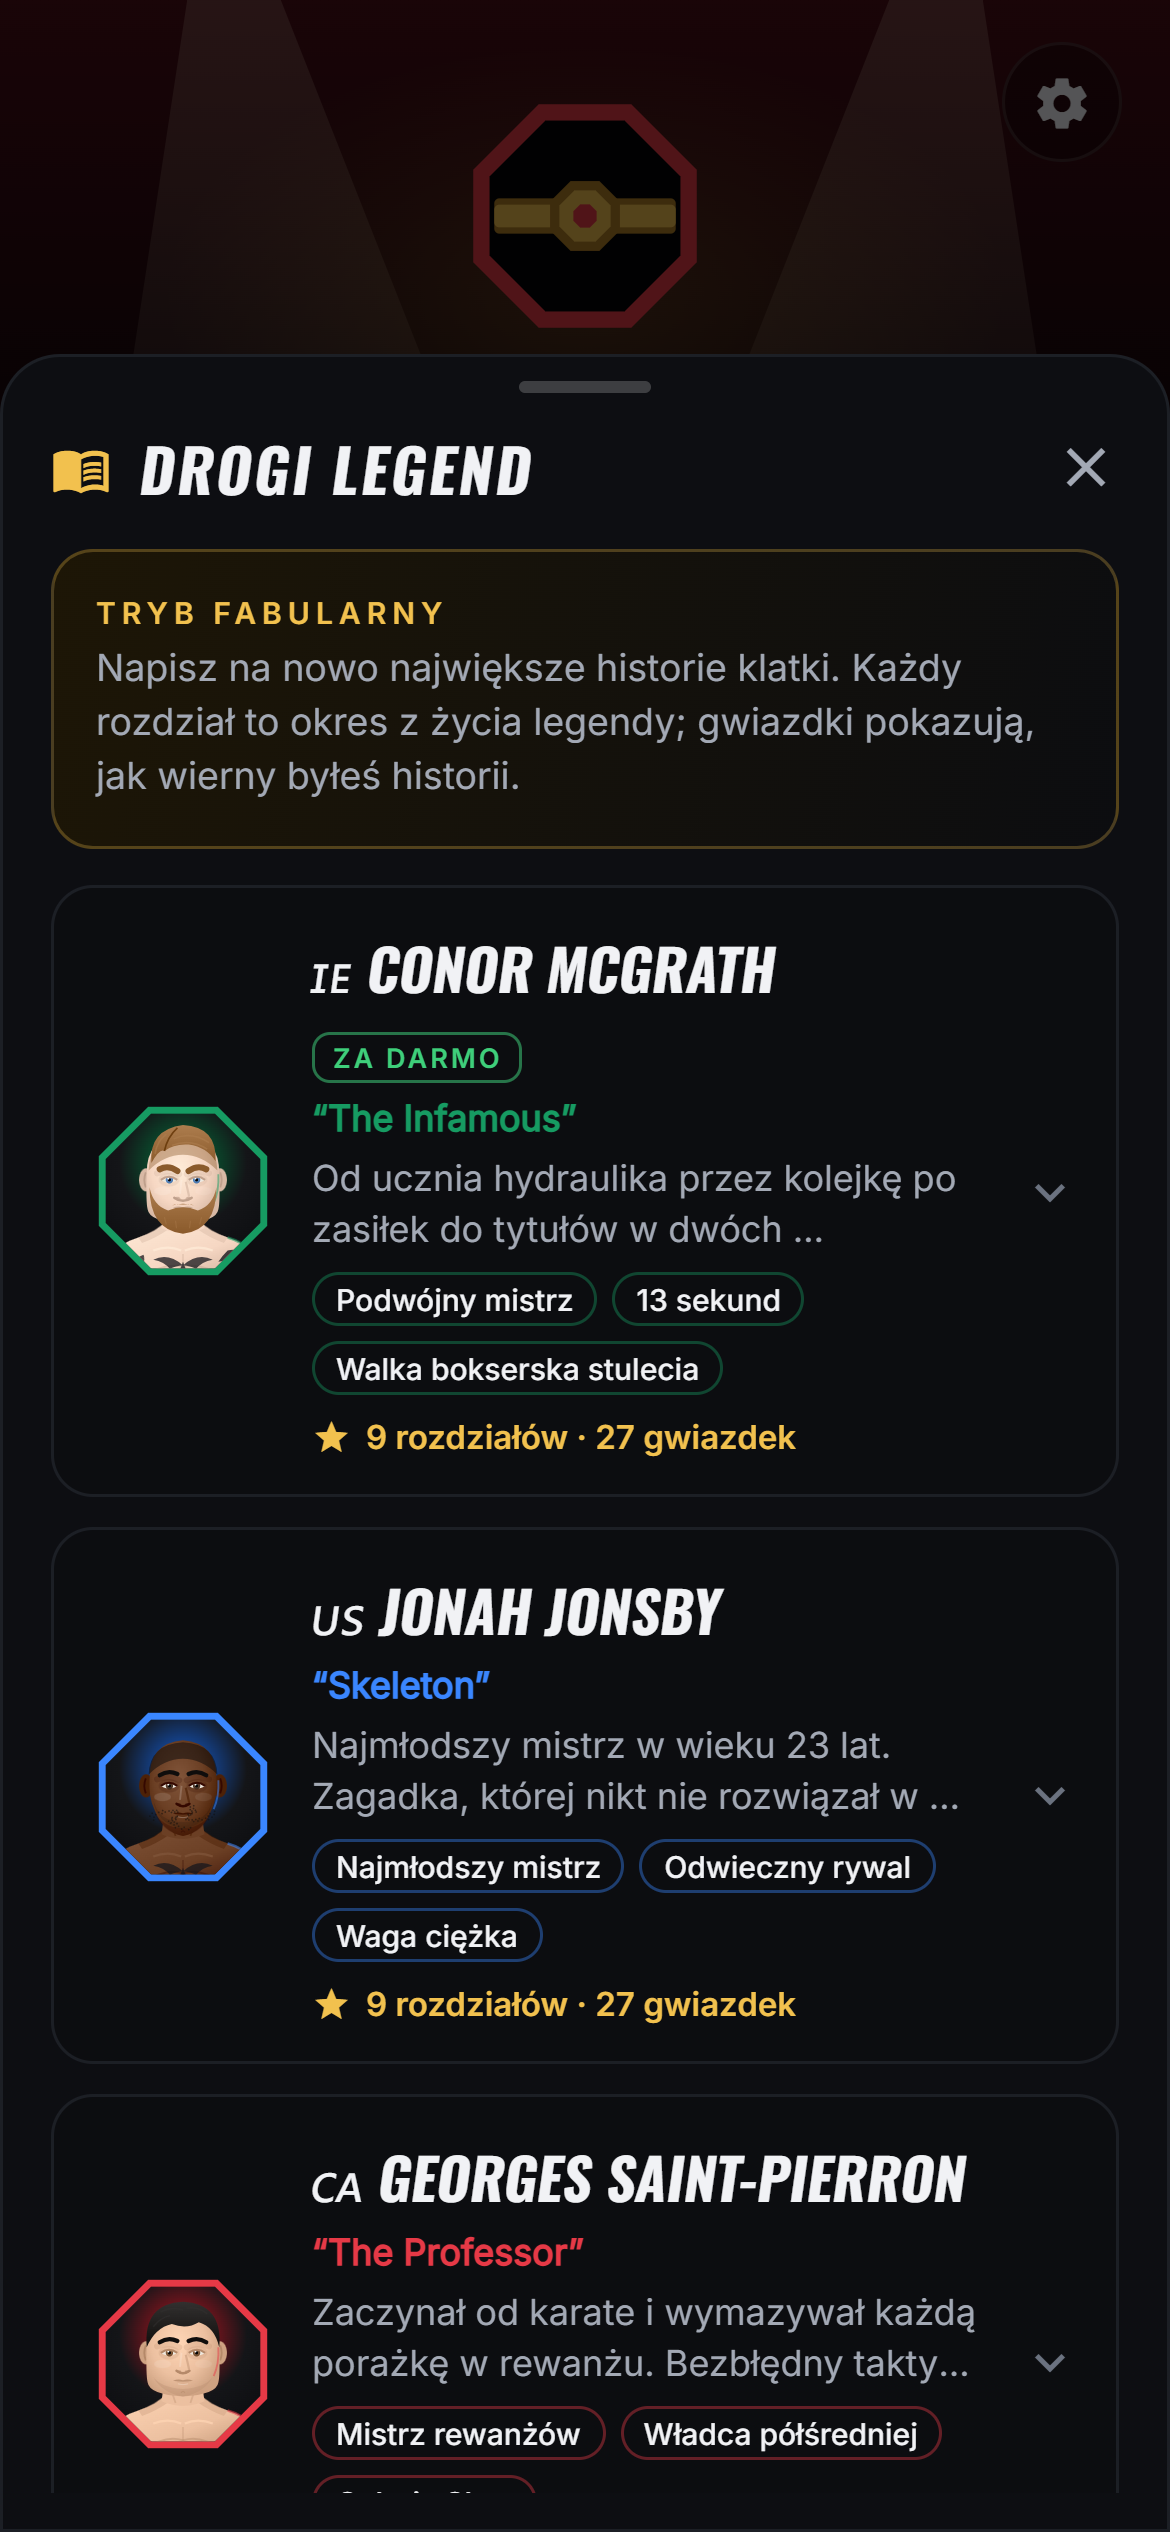 DROGI LEGEND
TRYB FABULARNY
Napisz na nowo największe historie klatki. Każdy
rozdział to okres z życia legendy; gwiazdki pokazują,
jak wierny byłeś historii.
IE CONOR MCGRATH
ZA DARMO
“The Infamous”
Od ucznia hydraulika przez kolejkę po
zasiłek do tytułów w dwóch ...
Podwójny mistrz 13 sekund
Walka bokserska stulecia
9 rozdziałów · 27 gwiazdek
US JONAH JONSBY
“Skeleton”
Najmłodszy mistrz w wieku 23 lat.
Zagadka, której nikt nie rozwiązał w ...
Najmłodszy mistrz Odwieczny rywal
Waga ciężka
9 rozdziałów · 27 gwiazdek
CA GEORGES SAINT-PIERRON
“The Professor”
Zaczynał od karate i wymazywał każdą
porażkę w rewanżu. Bezbłędny takty...
Mistrz rewanżów Władca półśredniej